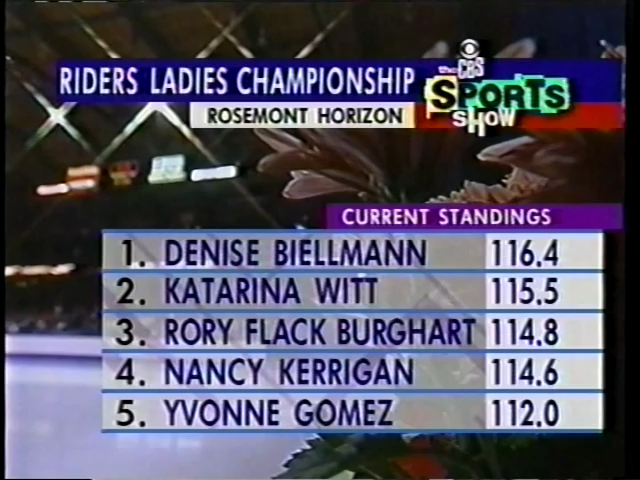 RIDERS LADIES CHAMPIONSHIP
the CBS
SPORTS
SHOW
ROSEMONT HORIZON
CURRENT STANDINGS
1. DENISE BIELLMANN 116.4
2. KATARINA WITT 115.5
3. RORY FLACK BURGHART 114.8
4. NANCY KERRIGAN 114.6
5. YVONNE GOMEZ 112.0